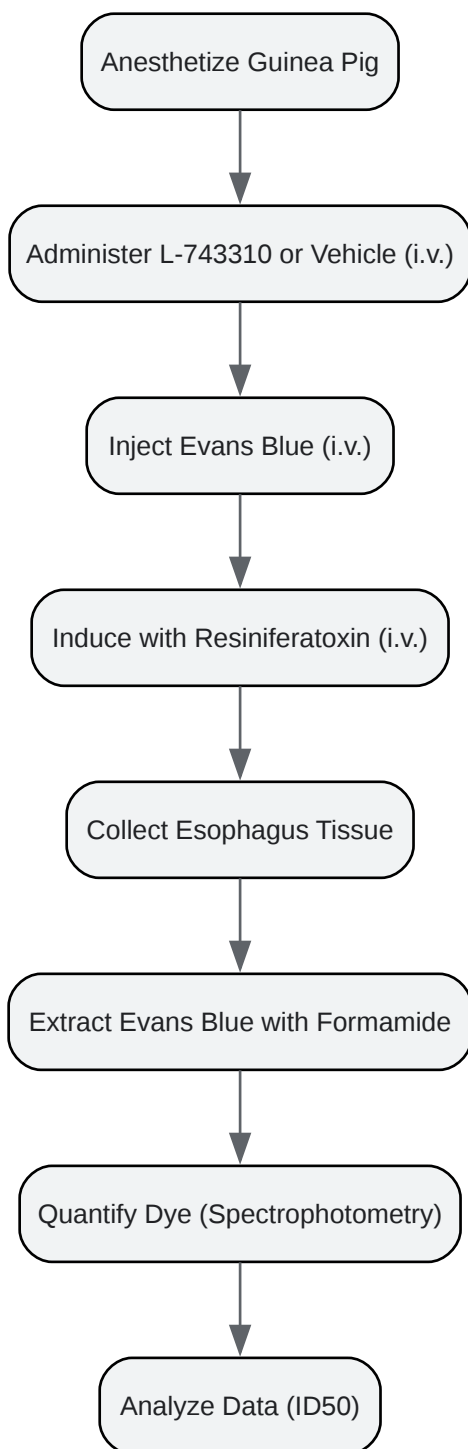 Anesthetize Guinea Pig
Administer L-743310 or Vehicle (i.v.)
Inject Evans Blue (i.v.)
Induce with Resiniferatoxin (i.v.)
Collect Esophagus Tissue
Extract Evans Blue with Formamide
Quantify Dye (Spectrophotometry)
Analyze Data (ID50)